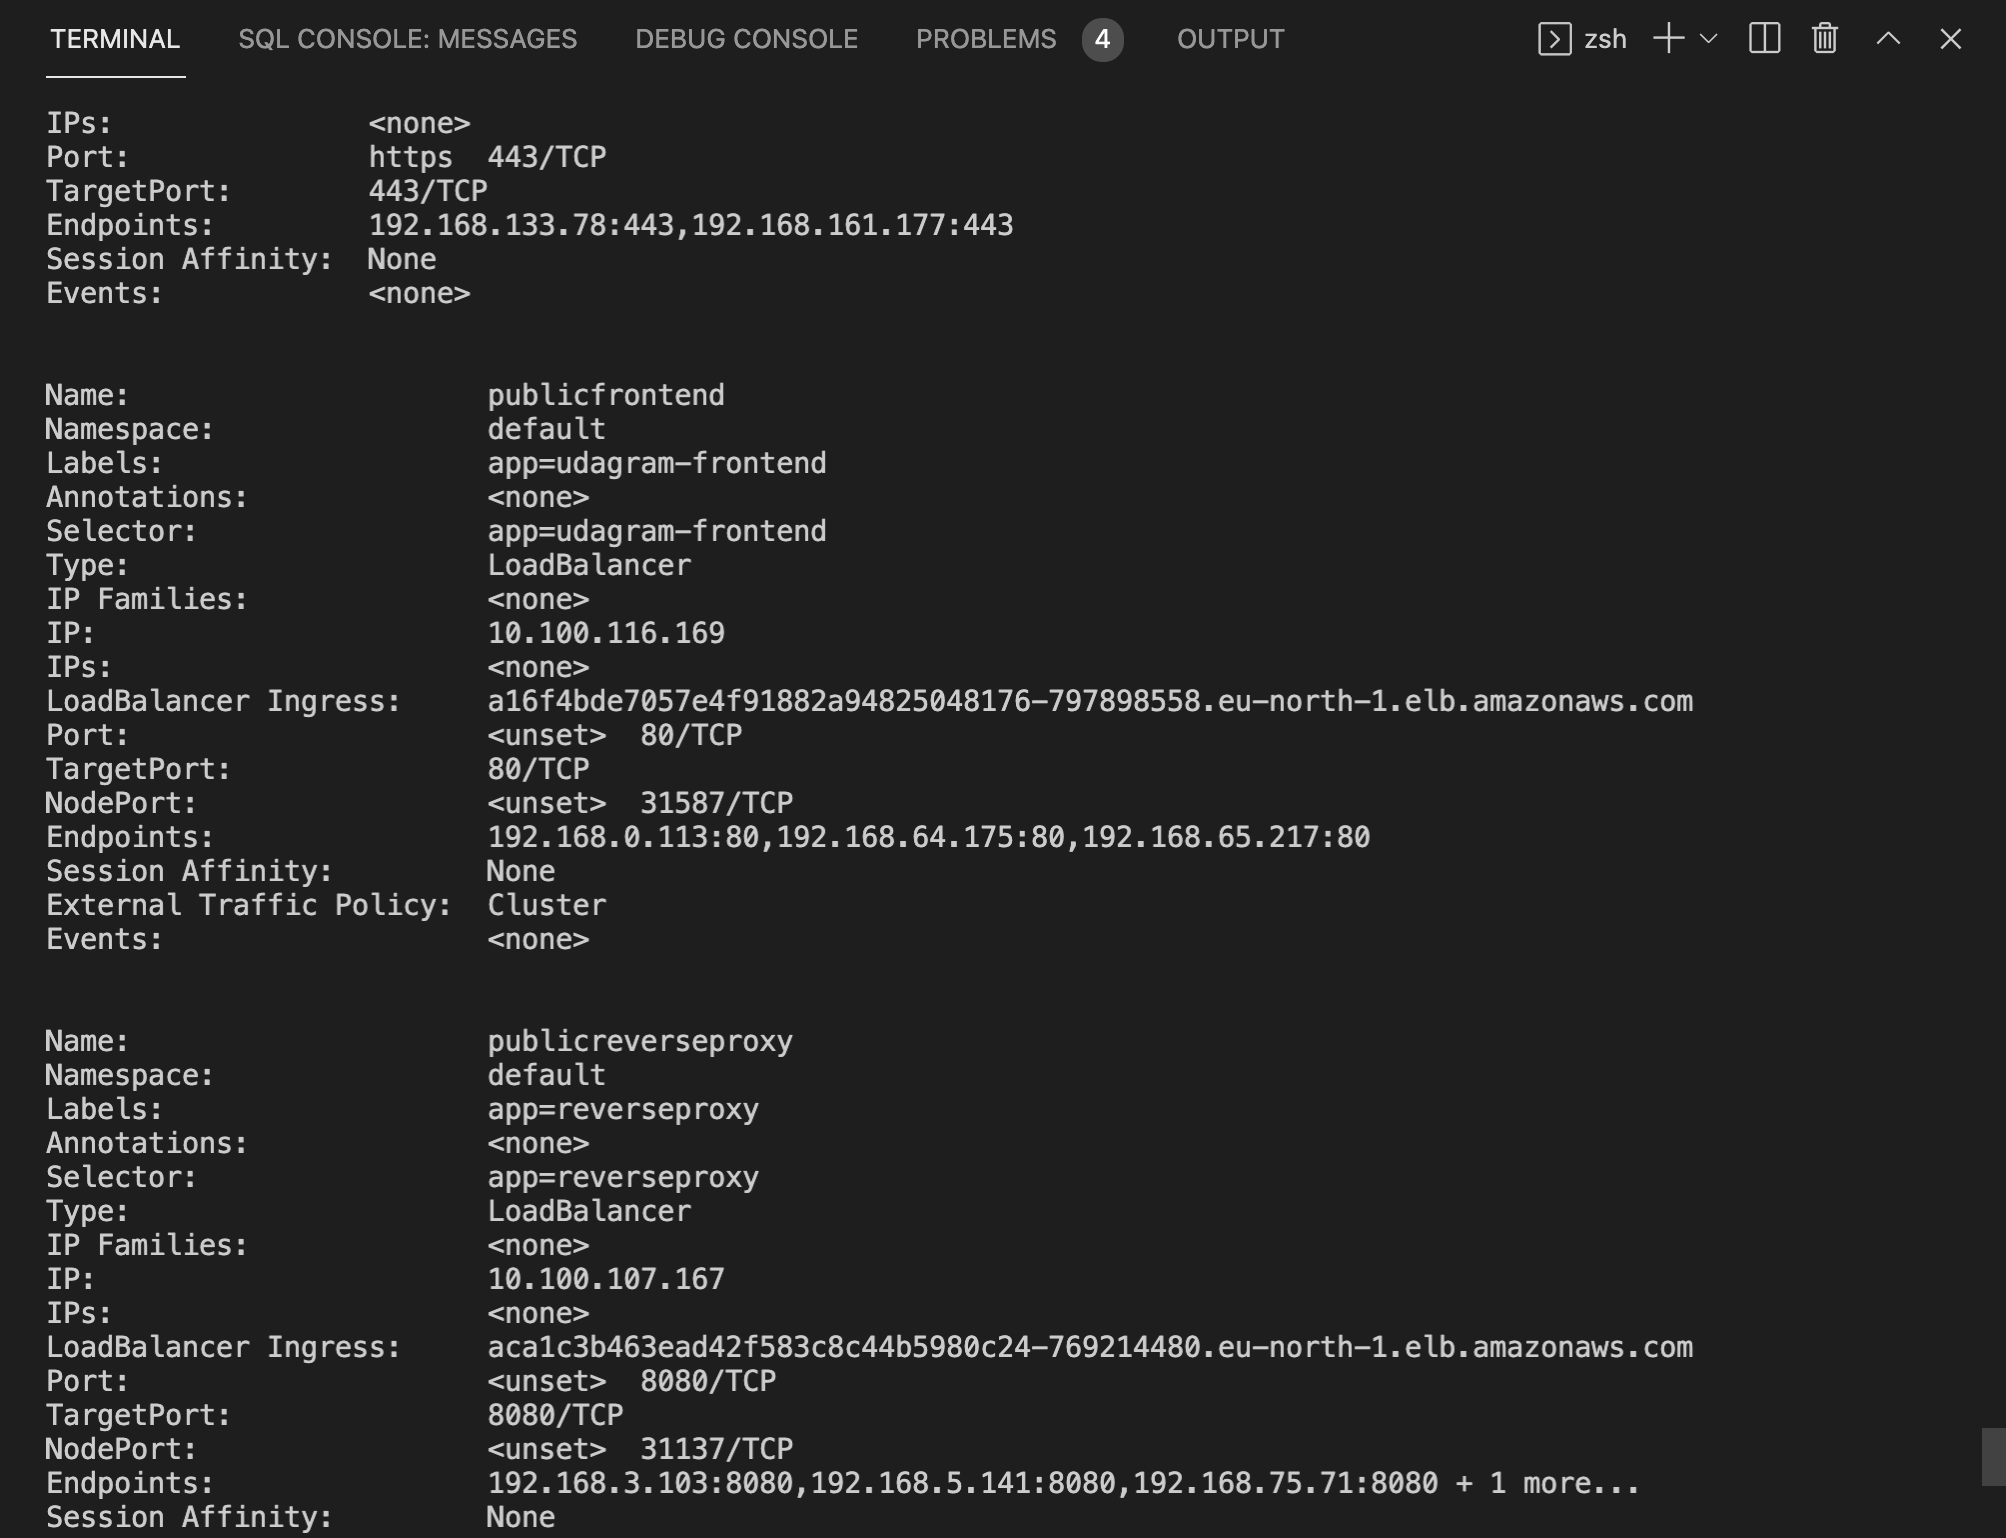 TERMINAL SQL CONSOLE: MESSAGES DEBUG CONSOLE PROBLEMS 4 OUTPUT zsh
IPs: <none>
Port: https 443/TCP
TargetPort: 443/TCP
Endpoints: 192.168.133.78:443,192.168.161.177:443
Session Affinity: None
Events: <none>
Name: publicfrontend
Namespace: default
Labels: app=udagram-frontend
Annotations: <none>
Selector: app=udagram-frontend
Type: LoadBalancer
IP Families: <none>
IP: 10.100.116.169
IPs: <none>
LoadBalancer Ingress: a16f4bde7057e4f91882a94825048176-797898558.eu-north-1.elb.amazonaws.com
Port: <unset> 80/TCP
TargetPort: 80/TCP
NodePort: <unset> 31587/TCP
Endpoints: 192.168.0.113:80,192.168.64.175:80,192.168.65.217:80
Session Affinity: None
External Traffic Policy: Cluster
Events: <none>
Name: publicreverseproxy
Namespace: default
Labels: app=reverseproxy
Annotations: <none>
Selector: app=reverseproxy
Type: LoadBalancer
IP Families: <none>
IP: 10.100.107.167
IPs: <none>
LoadBalancer Ingress: aca1c3b463ead42f583c8c44b5980c24-769214480.eu-north-1.elb.amazonaws.com
Port: <unset> 8080/TCP
TargetPort: 8080/TCP
NodePort: <unset> 31137/TCP
Endpoints: 192.168.3.103:8080,192.168.5.141:8080,192.168.75.71:8080 + 1 more...
Session Affinity: None